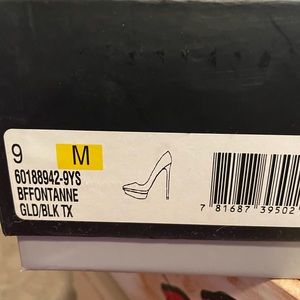 9 M
60188942-9YS
BFFONTANNE
GLD/BLK TX
7 81687 39502